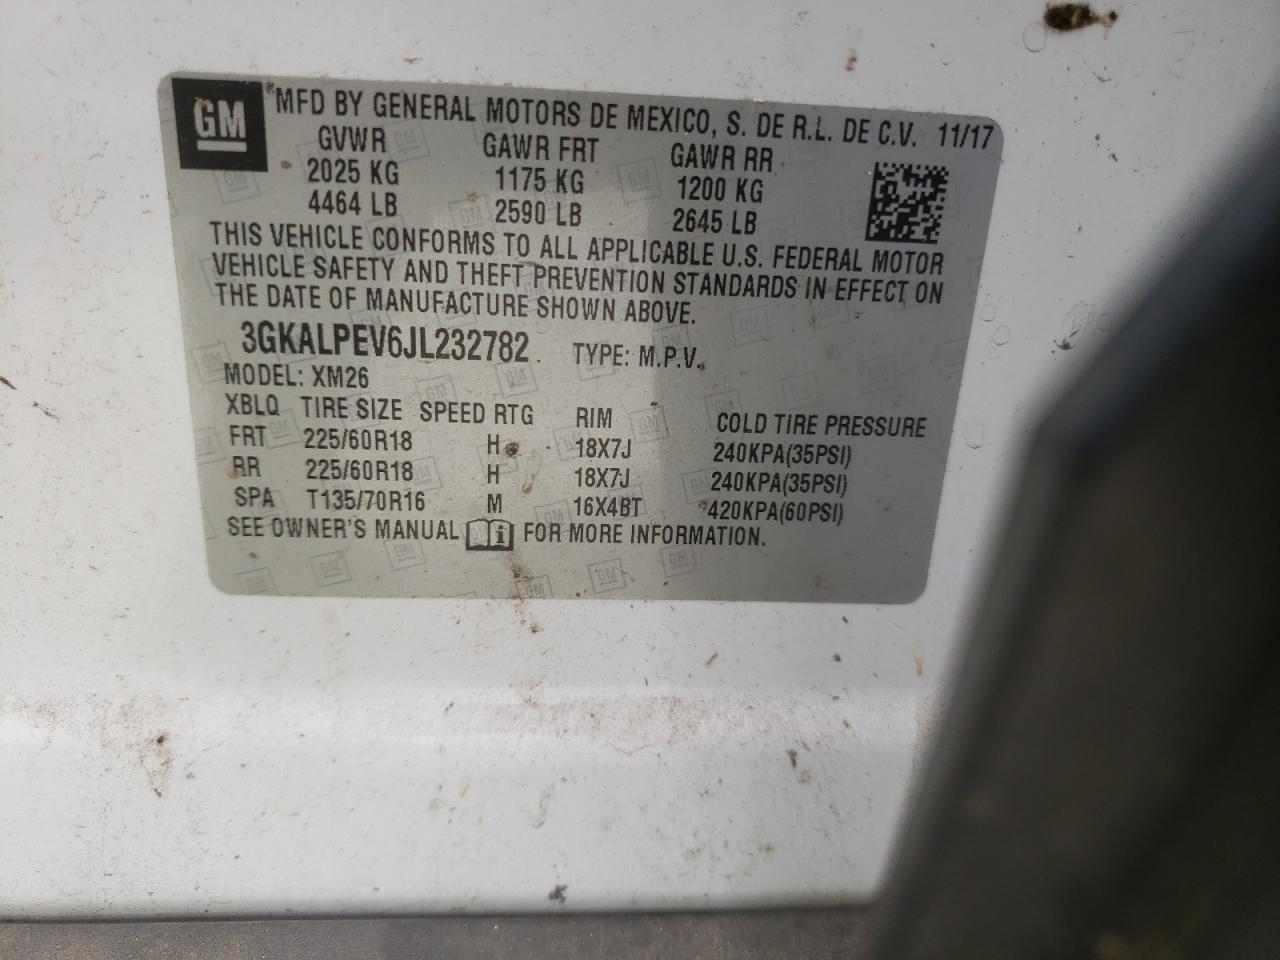 GM
® MFD BY GENERAL MOTORS DE MEXICO, S. DE R.L. DE C.V. 11/17
GVWR GAWR FRT GAWR RR
2025 KG 1175 KG 1200 KG
4464 LB 2590 LB 2645 LB
THIS VEHICLE CONFORMS TO ALL APPLICABLE U.S. FEDERAL MOTOR
VEHICLE SAFETY AND THEFT PREVENTION STANDARDS IN EFFECT ON
THE DATE OF MANUFACTURE SHOWN ABOVE.
3GKALPEV6JL232782 TYPE: M.P.V.
MODEL: XM26
XBLQ TIRE SIZE SPEED RTG RIM COLD TIRE PRESSURE
FRT 225/60R18 H 18X7J 240KPA(35PSI)
RR 225/60R18 H 18X7J 240KPA(35PSI)
SPA T135/70R16 M 16X4BT 420KPA(60PSI)
SEE OWNER'S MANUAL FOR MORE INFORMATION.